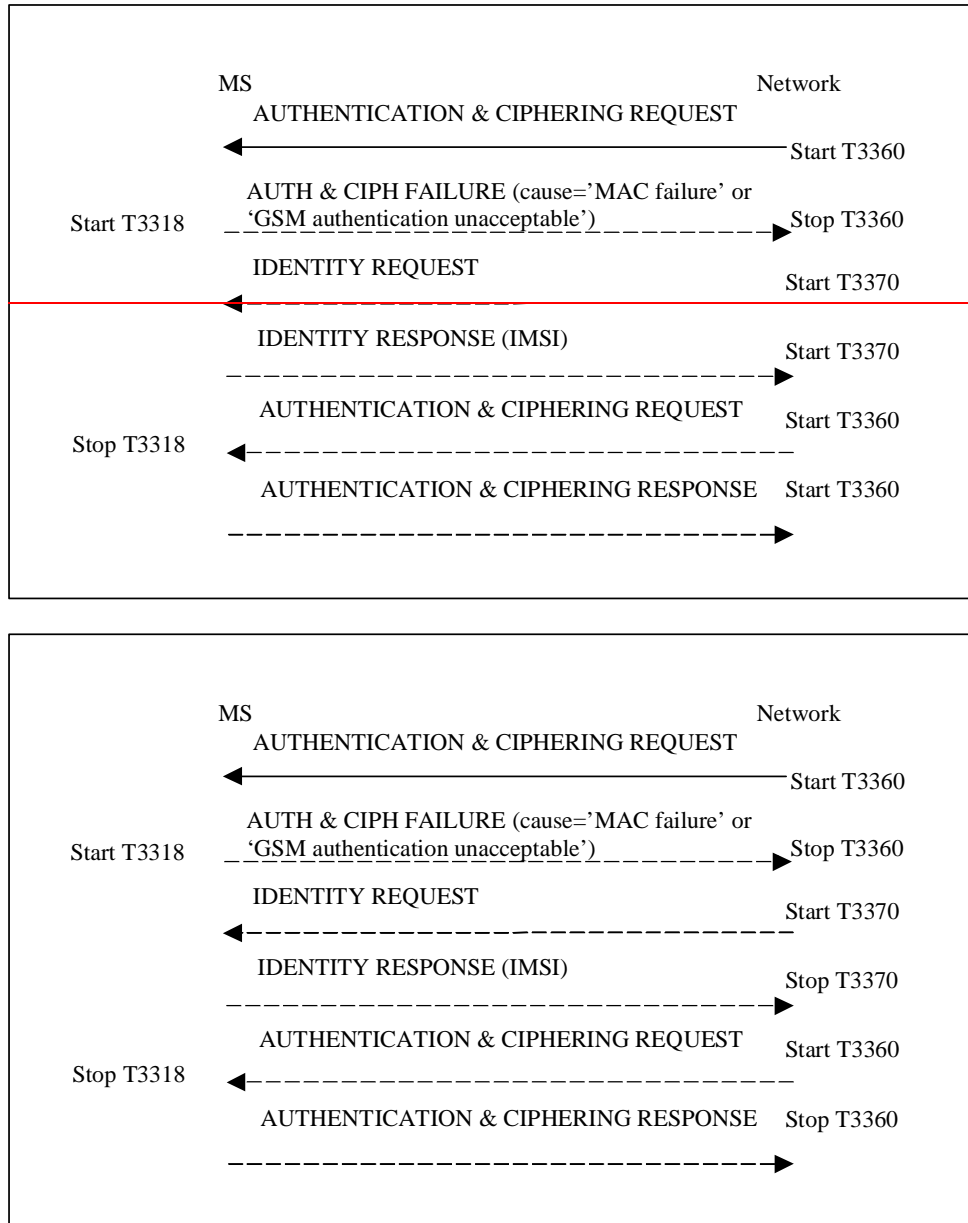 MS Network
AUTHENTICATION & CIPHERING REQUEST
Start T3360
AUTH & CIPH FAILURE (cause=’MAC failure’ or
Start T3318 ‘GSM authentication unacceptable’) Stop T3360
IDENTITY REQUEST
Start T3370
IDENTITY RESPONSE (IMSI)
Start T3370
AUTHENTICATION & CIPHERING REQUEST
Start T3360
Stop T3318
AUTHENTICATION & CIPHERING RESPONSE Start T3360
MS Network
AUTHENTICATION & CIPHERING REQUEST
Start T3360
AUTH & CIPH FAILURE (cause=’MAC failure’ or
Start T3318 ‘GSM authentication unacceptable’) Stop T3360
IDENTITY REQUEST
Start T3370
IDENTITY RESPONSE (IMSI)
Stop T3370
AUTHENTICATION & CIPHERING REQUEST
Start T3360
Stop T3318
AUTHENTICATION & CIPHERING RESPONSE Stop T3360